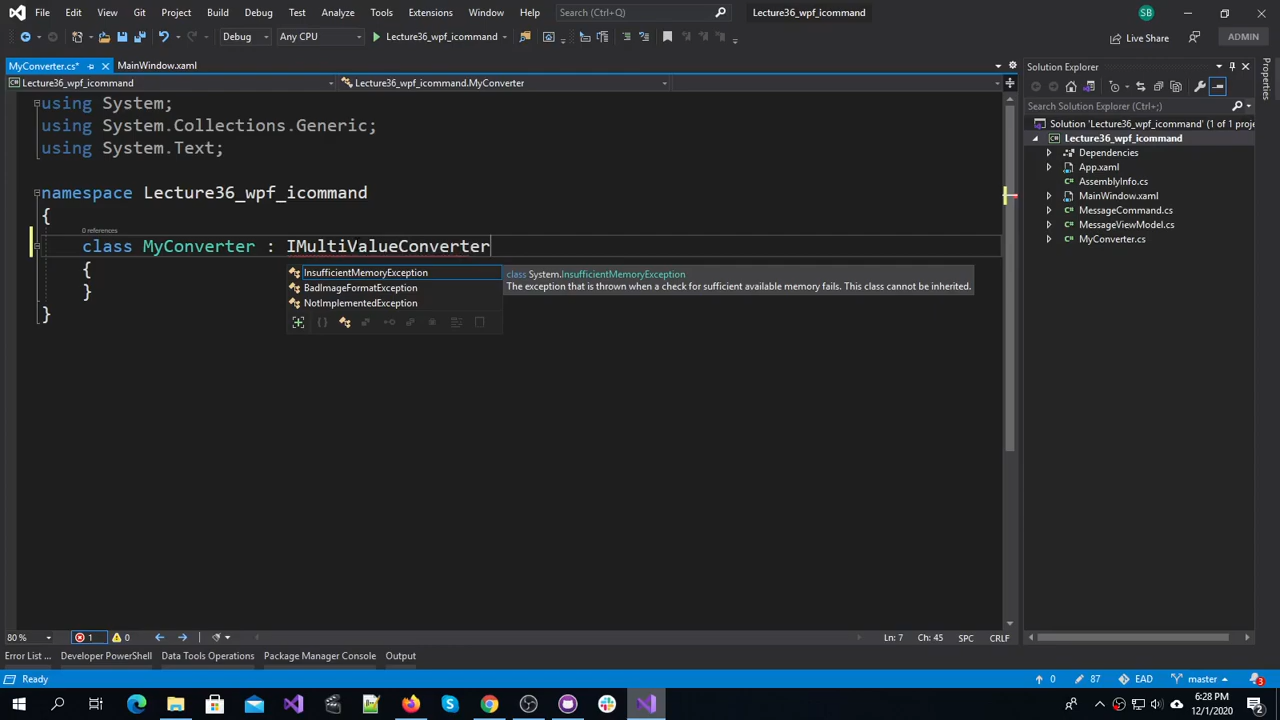 File Edit View Git Project Build Debug Test Analyze Tools Extensions Window Help Search (Ctrl+Q) Lecture36_wpf_icommand SB
Debug Any CPU Lecture36_wpf_icommand Live Share ADMIN
MyConverter.cs* MainWindow.xaml
Lecture36_wpf_icommand Lecture36_wpf_icommand.MyConverter
using System;
using System.Collections.Generic;
using System.Text;
namespace Lecture36_wpf_icommand
{
0 references
class MyConverter : IMultiValueConverter
{
}
}
InsufficientMemoryException
BadImageFormatException
NotImplementedException
class System.InsufficientMemoryException
The exception that is thrown when a check for sufficient available memory fails. This class cannot be inherited.
Solution Explorer
Search Solution Explorer (Ctrl+;)
Solution 'Lecture36_wpf_icommand' (1 of 1 proje
Lecture36_wpf_icommand
Dependencies
App.xaml
AssemblyInfo.cs
MainWindow.xaml
MessageCommand.cs
MessageViewModel.cs
MyConverter.cs
Properties
80 % 1 0 Ln: 7 Ch: 45 SPC CRLF
Error List ... Developer PowerShell Data Tools Operations Package Manager Console Output
Ready 0 87 EAD master 3
6:28 PM
12/1/2020 2